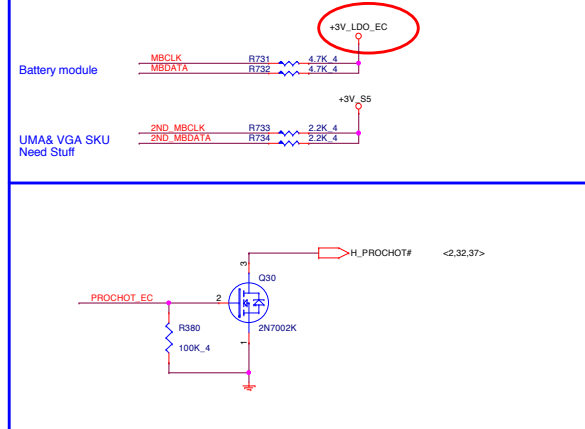 +3V_LDO_EC
MBCLK R731 4.7K_4
Battery module MBDATA R732 4.7K_4
+3V_S5
2ND_MBCLK R733 2.2K_4
UMA& VGA SKU 2ND_MBDATA R734 2.2K_4
Need Stuff
H_PROCHOT# <2,32,37>
3
Q30
PROCHOT_EC 2
R380 2N7002K
1
100K_4